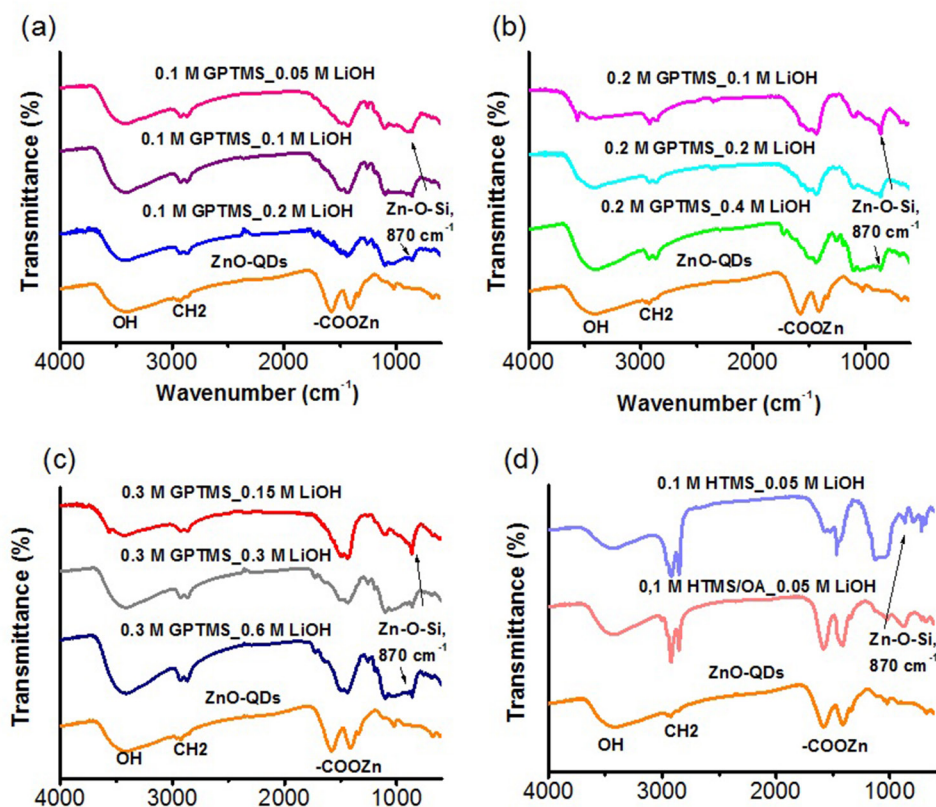 (a)
0.1 M GPTMS_0.05 M LiOH
0.1 M GPTMS_0.1 M LiOH
0.1 M GPTMS_0.2 M LiOH
Zn-O-Si,
870 cm⁻¹
ZnO-QDs
OH
CH2
-COOZn
Transmittance (%)
4000 3000 2000 1000
Wavenumber (cm⁻¹)
(b)
0.2 M GPTMS_0.1 M LiOH
0.2 M GPTMS_0.2 M LiOH
0.2 M GPTMS_0.4 M LiOH
Zn-O-Si,
870 cm⁻¹
ZnO-QDs
OH
CH2
-COOZn
Transmittance (%)
4000 3000 2000 1000
Wavenumber (cm⁻¹)
(c)
0.3 M GPTMS_0.15 M LiOH
0.3 M GPTMS_0.3 M LiOH
0.3 M GPTMS_0.6 M LiOH
Zn-O-Si,
870 cm⁻¹
ZnO-QDs
OH
CH2
-COOZn
Transmittance (%)
4000 3000 2000 1000
(d)
0.1 M HTMS_0.05 M LiOH
0,1 M HTMS/OA_0.05 M LiOH
Zn-O-Si,
870 cm⁻¹
ZnO-QDs
OH
CH2
-COOZn
Transmittance (%)
4000 3000 2000 1000